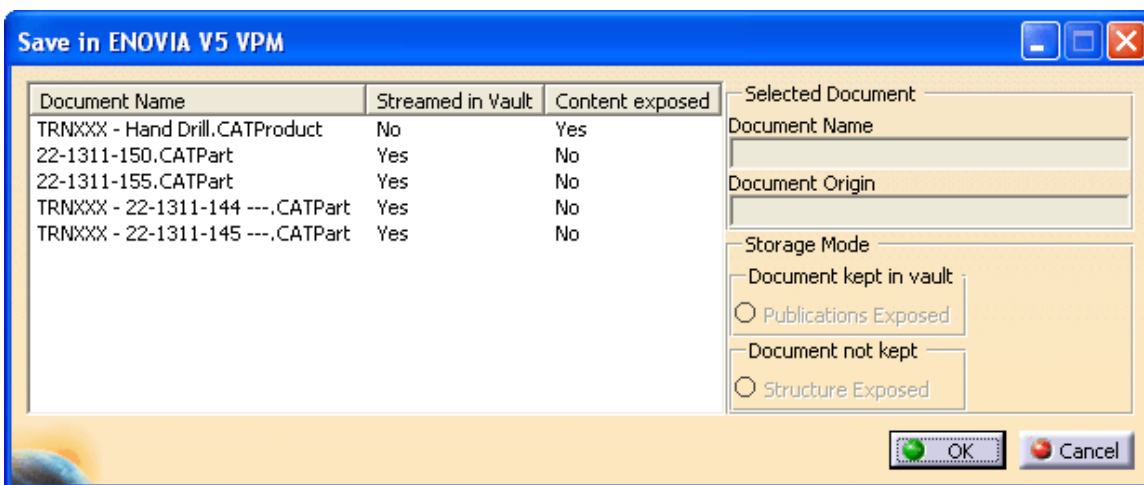 Save in ENOVIA V5 VPM
Document Name Streamed in Vault Content exposed
TRNXXX - Hand Drill.CATProduct No Yes
22-1311-150.CATPart Yes No
22-1311-155.CATPart Yes No
TRNXXX - 22-1311-144 ---.CATPart Yes No
TRNXXX - 22-1311-145 ---.CATPart Yes No
Selected Document
Document Name
Document Origin
Storage Mode
Document kept in vault
Publications Exposed
Document not kept
Structure Exposed
OK Cancel